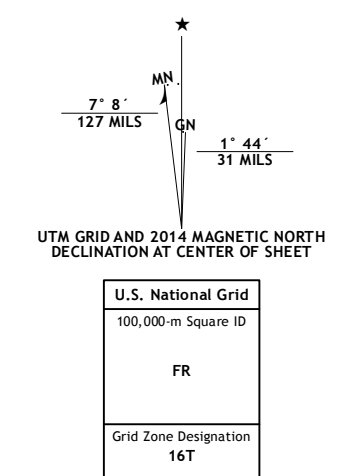 MN
7° 8´
127 MILS
GN
1° 44´
31 MILS
UTM GRID AND 2014 MAGNETIC NORTH
DECLINATION AT CENTER OF SHEET
U.S. National Grid
100,000-m Square ID
FR
Grid Zone Designation
16T